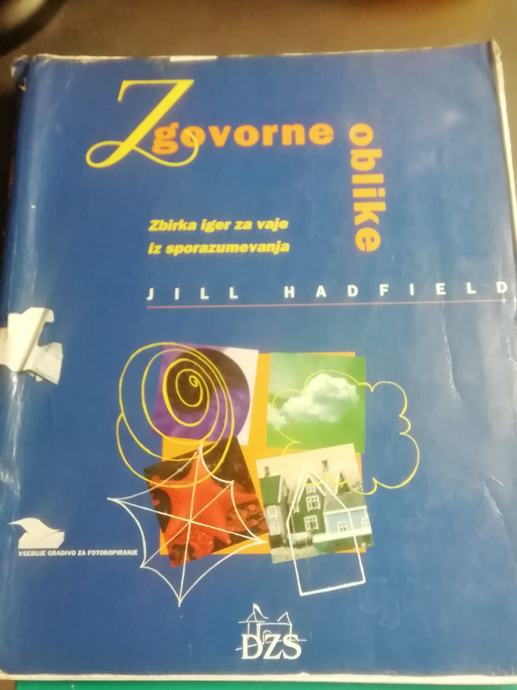 Zgovorne
oblike
Zbirka iger za vaje
iz sporazumevanja
JILL HADFIELD
VSEBUJE GRADIVO ZA FOTOKOPIRANJE
DZS